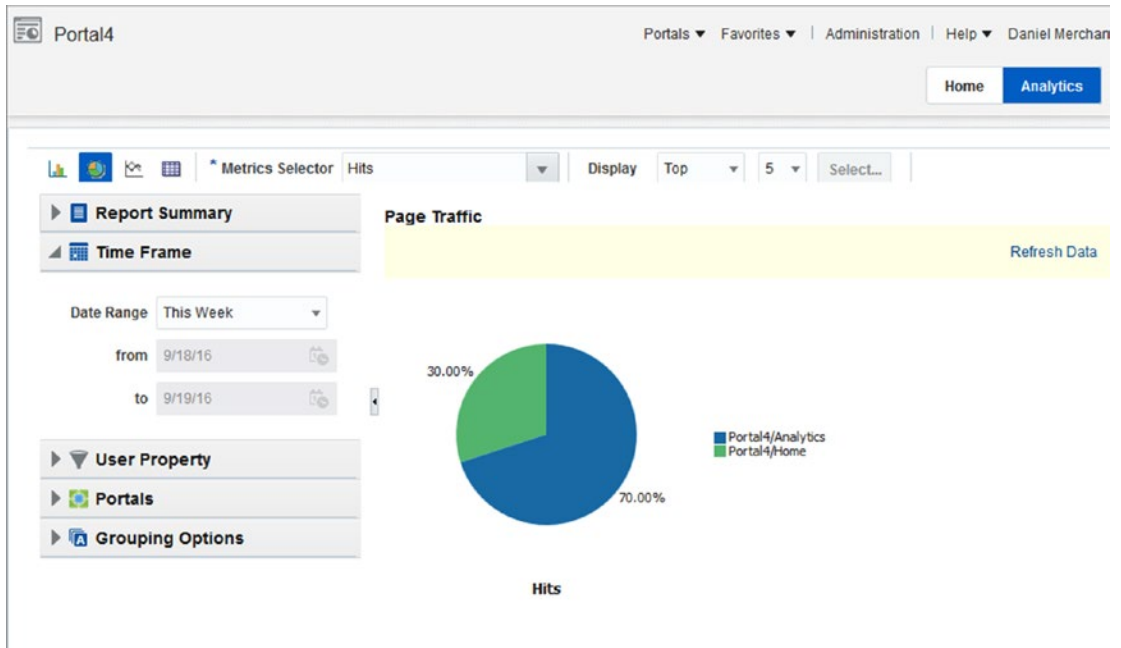 Portal4
Portals Favorites | Administration | Help Daniel Merchan
Home Analytics
* Metrics Selector Hits Display Top 5 Select...
Report Summary
Page Traffic
Time Frame
Refresh Data
Date Range This Week
from 9/18/16
to 9/19/16
30.00%
Portal4/Analytics
Portal4/Home
70.00%
User Property
Portals
Grouping Options
Hits